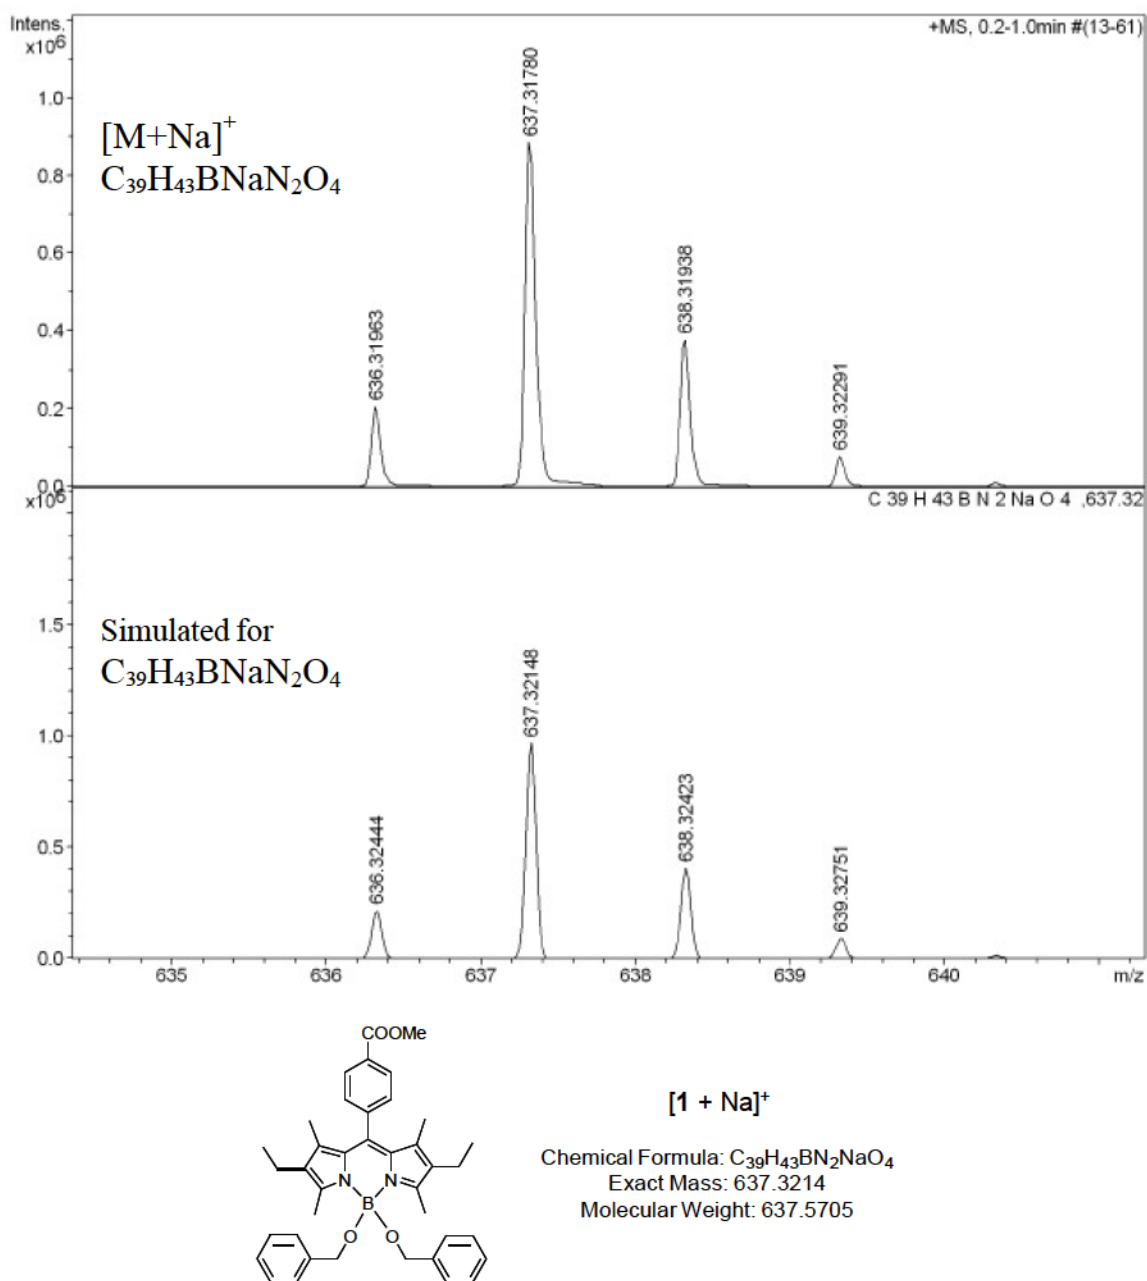 Intens.
x10⁶
+MS, 0.2-1.0min #(13-61)
1.0
0.8
0.6
0.4
0.2
0.0
[M+Na]⁺
C₃₉H₄₃BNaN₂O₄
636.31963
637.31780
638.31938
639.32291
x10⁶
C 39 H 43 B N 2 Na O 4 ,637.32
1.5
1.0
0.5
0.0
Simulated for
C₃₉H₄₃BNaN₂O₄
636.32444
637.32148
638.32423
639.32751
635 636 637 638 639 640 m/z
COOMe
N N
B
O O
[1 + Na]⁺
Chemical Formula: C₃₉H₄₃BN₂NaO₄
Exact Mass: 637.3214
Molecular Weight: 637.5705